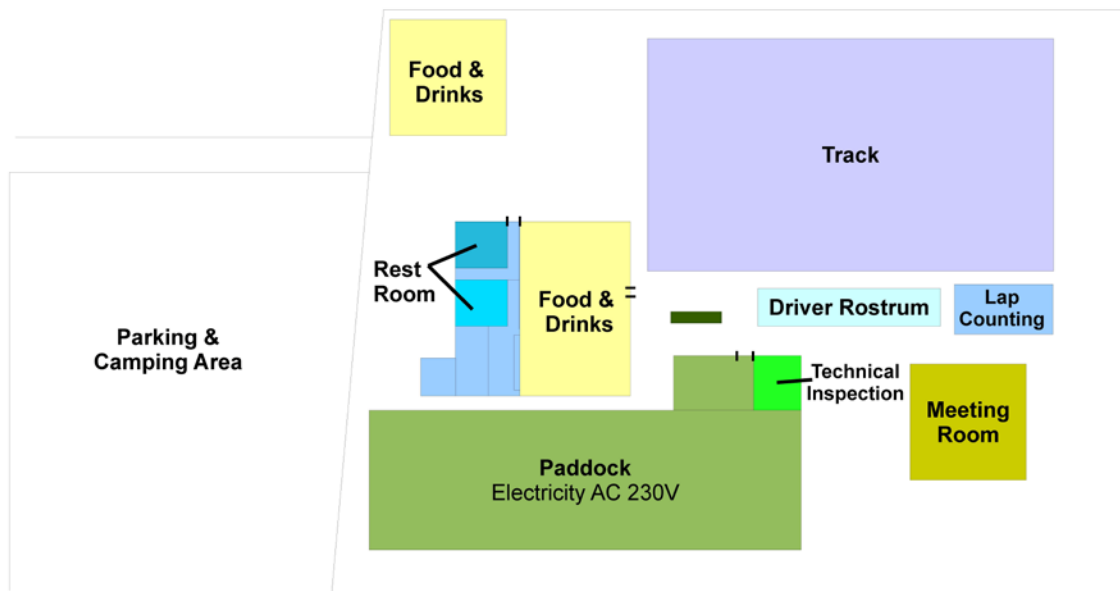 Food &
Drinks
Track
Rest
Room
Food &
Drinks
Driver Rostrum
Lap
Counting
Parking &
Camping Area
Technical
Inspection
Meeting
Room
Paddock
Electricity AC 230V